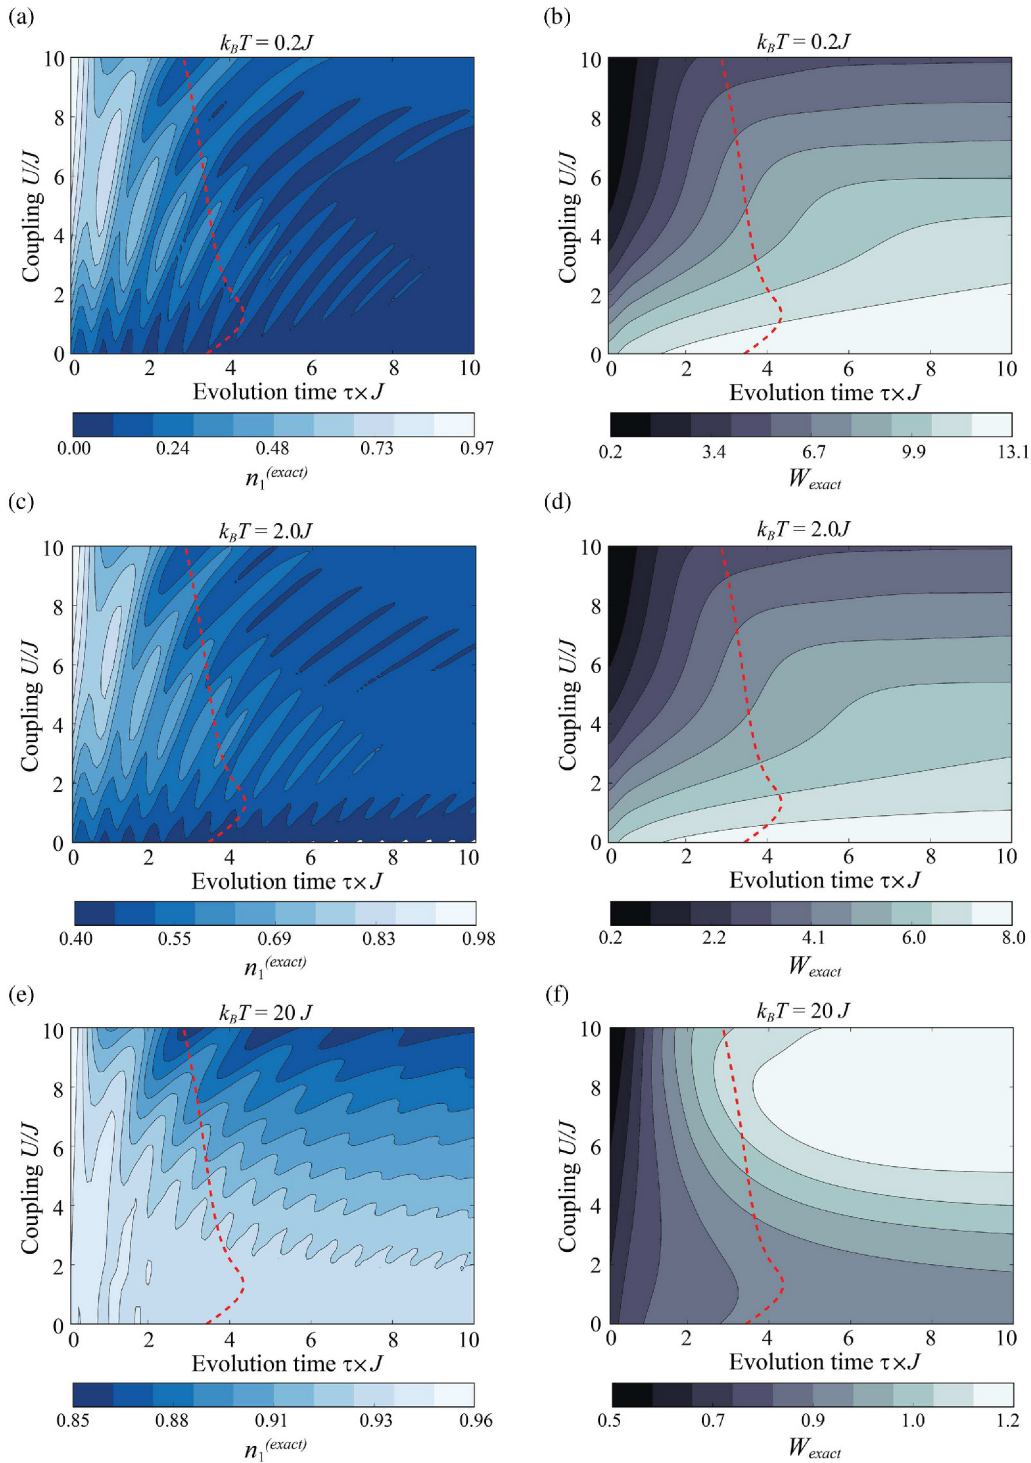 (a)
k_BT = 0.2J
10
8
6
4
2
0
Coupling U/J
0 2 4 6 8 10
Evolution time τ×J
0.00 0.24 0.48 0.73 0.97
n_1^(exact)
(b)
k_BT = 0.2J
10
8
6
4
2
0
Coupling U/J
0 2 4 6 8 10
Evolution time τ×J
0.2 3.4 6.7 9.9 13.1
W_exact
(c)
k_BT = 2.0J
10
8
6
4
2
0
Coupling U/J
0 2 4 6 8 10
Evolution time τ×J
0.40 0.55 0.69 0.83 0.98
n_1^(exact)
(d)
k_BT = 2.0J
10
8
6
4
2
0
Coupling U/J
0 2 4 6 8 10
Evolution time τ×J
0.2 2.2 4.1 6.0 8.0
W_exact
(e)
k_BT = 20 J
10
8
6
4
2
0
Coupling U/J
0 2 4 6 8 10
Evolution time τ×J
0.85 0.88 0.91 0.93 0.96
n_1^(exact)
(f)
k_BT = 20 J
10
8
6
4
2
0
Coupling U/J
0 2 4 6 8 10
Evolution time τ×J
0.5 0.7 0.9 1.0 1.2
W_exact